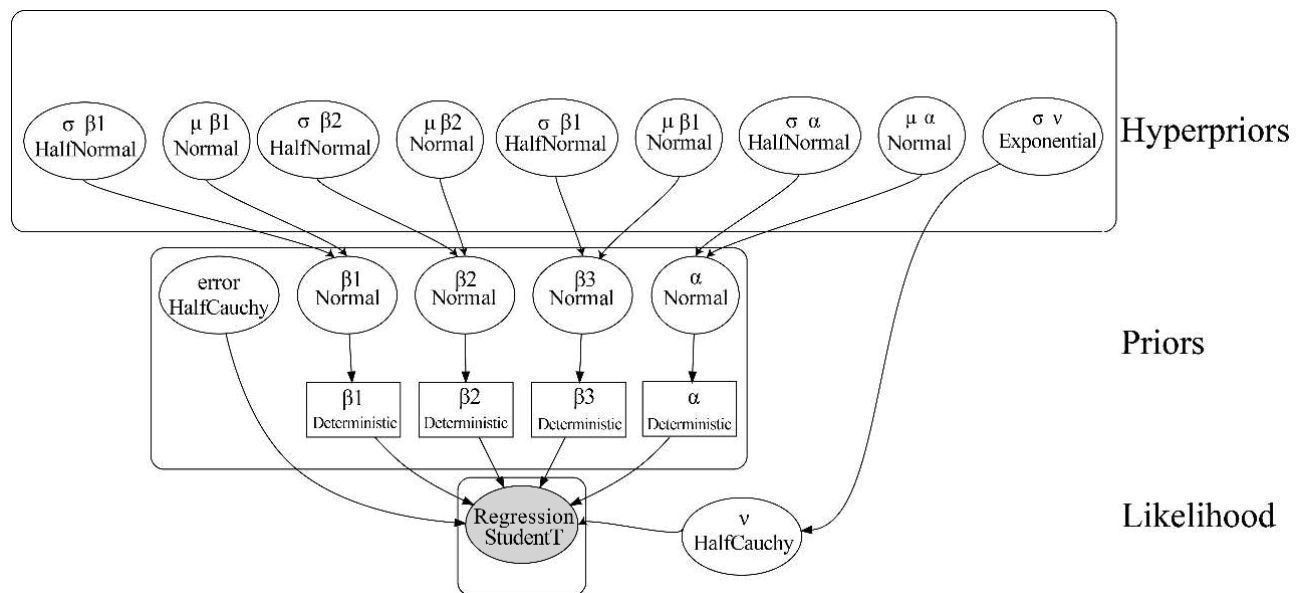 σ β1
HalfNormal
μ β1
Normal
σ β2
HalfNormal
μ β2
Normal
σ β1
HalfNormal
μ β1
Normal
σ α
HalfNormal
μ α
Normal
σ ν
Exponential
Hyperpriors
error
HalfCauchy
β1
Normal
β2
Normal
β3
Normal
α
Normal
Priors
β1
Deterministic
β2
Deterministic
β3
Deterministic
α
Deterministic
Regression
StudentT
ν
HalfCauchy
Likelihood